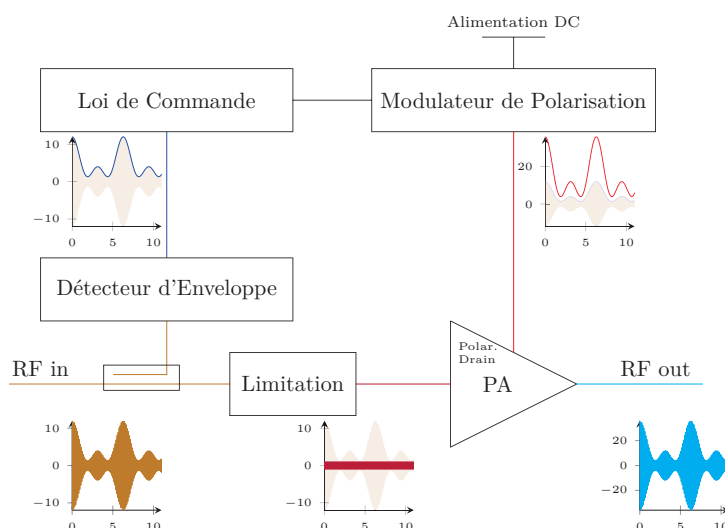 Alimentation DC
Loi de Commande
Modulateur de Polarisation
10
0
−10
0
5
10
20
0
0
5
10
Détecteur d'Enveloppe
RF in
Limitation
Polar.
Drain
PA
RF out
10
0
−10
0
5
10
10
0
−10
0
5
10
20
0
−20
0
5
10